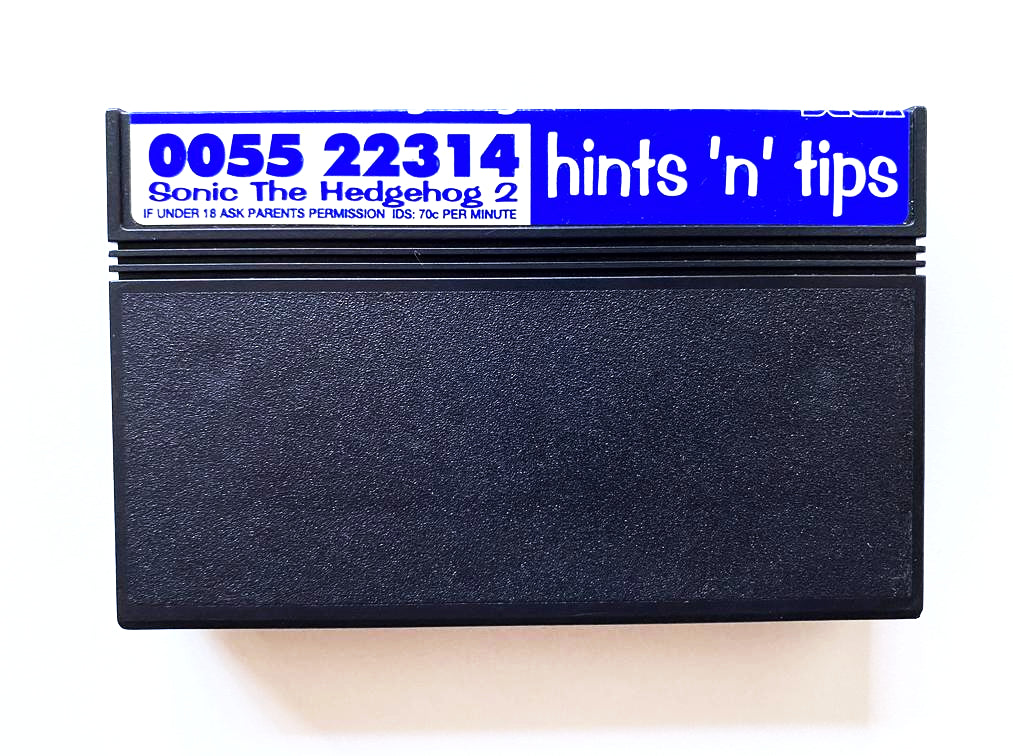 0055 22314
Sonic The Hedgehog 2
IF UNDER 18 ASK PARENTS PERMISSION IDS: 70c PER MINUTE
hints 'n' tips